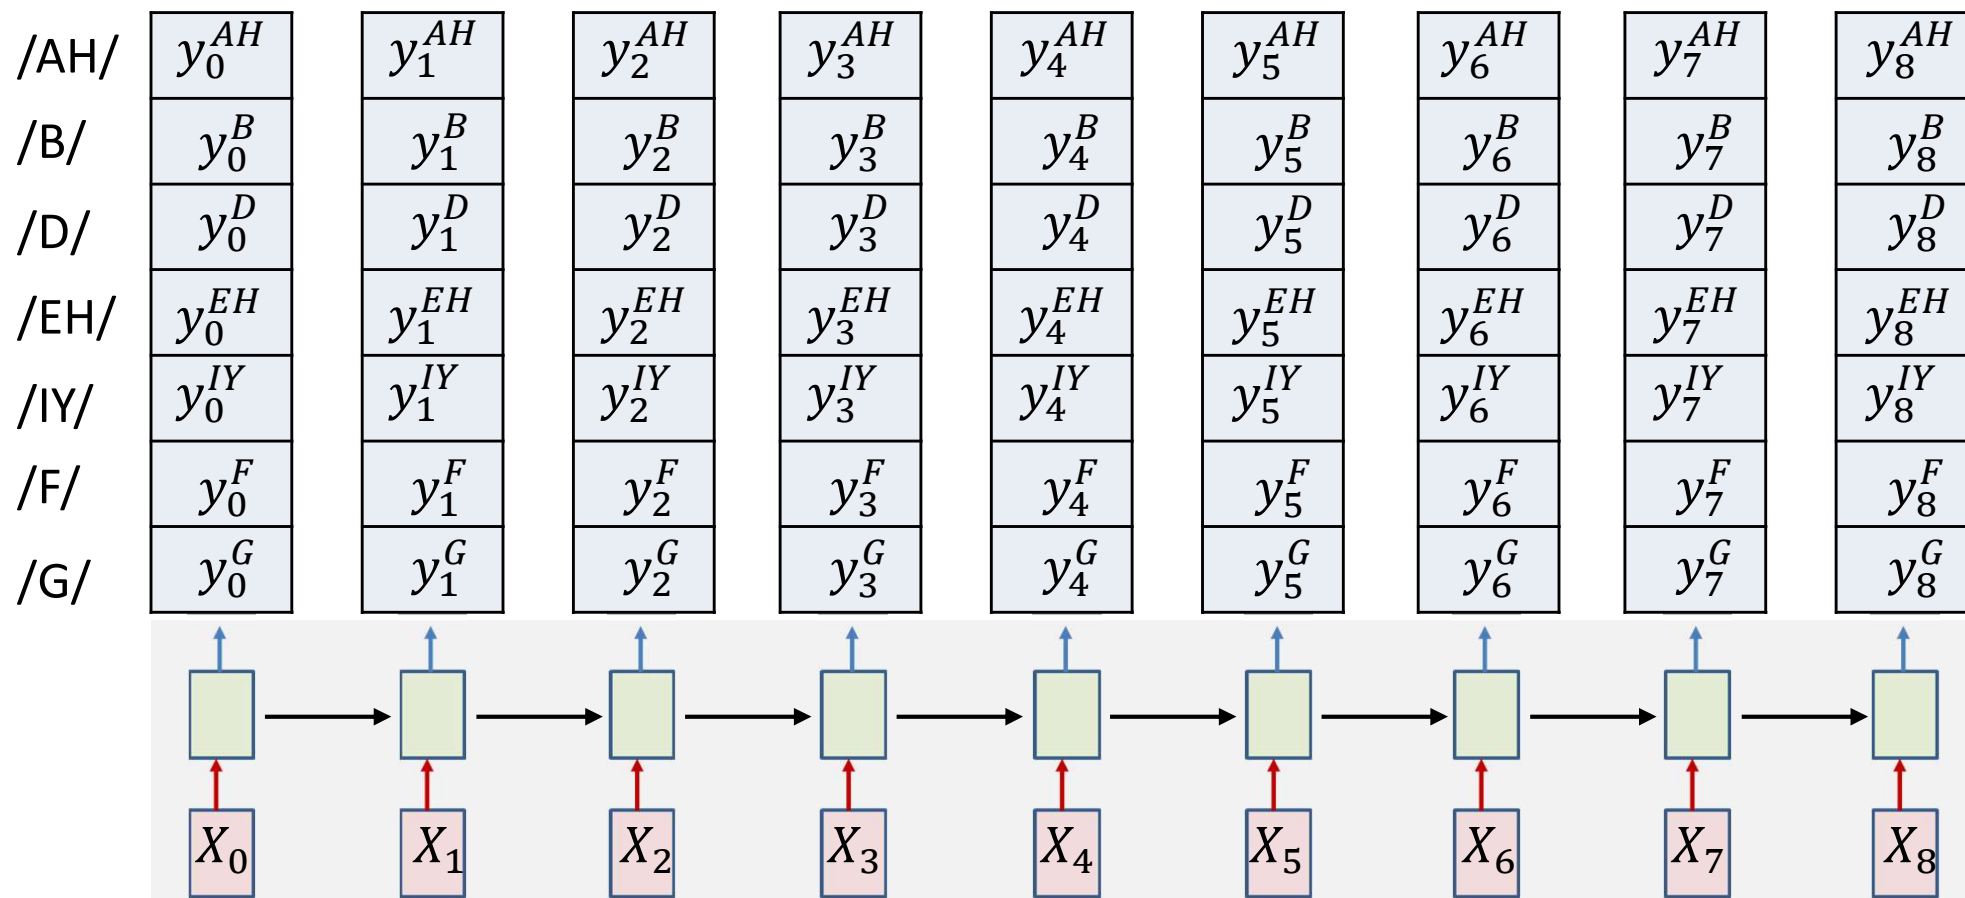 /AH/ y_0^{AH} y_1^{AH} y_2^{AH} y_3^{AH} y_4^{AH} y_5^{AH} y_6^{AH} y_7^{AH} y_8^{AH}
/B/ y_0^B y_1^B y_2^B y_3^B y_4^B y_5^B y_6^B y_7^B y_8^B
/D/ y_0^D y_1^D y_2^D y_3^D y_4^D y_5^D y_6^D y_7^D y_8^D
/EH/ y_0^{EH} y_1^{EH} y_2^{EH} y_3^{EH} y_4^{EH} y_5^{EH} y_6^{EH} y_7^{EH} y_8^{EH}
/IY/ y_0^{IY} y_1^{IY} y_2^{IY} y_3^{IY} y_4^{IY} y_5^{IY} y_6^{IY} y_7^{IY} y_8^{IY}
/F/ y_0^F y_1^F y_2^F y_3^F y_4^F y_5^F y_6^F y_7^F y_8^F
/G/ y_0^G y_1^G y_2^G y_3^G y_4^G y_5^G y_6^G y_7^G y_8^G
X_0 X_1 X_2 X_3 X_4 X_5 X_6 X_7 X_8